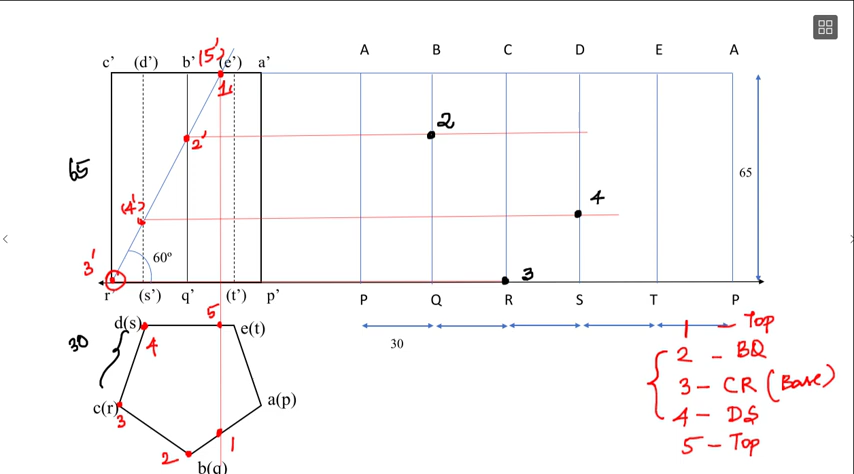 A B C D E A
(5')
c' (d') b' (e') a'
1'
2
2'
65
65
4
(4')
60°
3'
3
r' (s') q' (t') p'
P Q R S T P
5
d(s) e(t)
4
30
30
1 - Top
2 - BQ
3 - CR (Base)
4 - DS
5 - Top
c(r) a(p)
3
1
2
b(q)